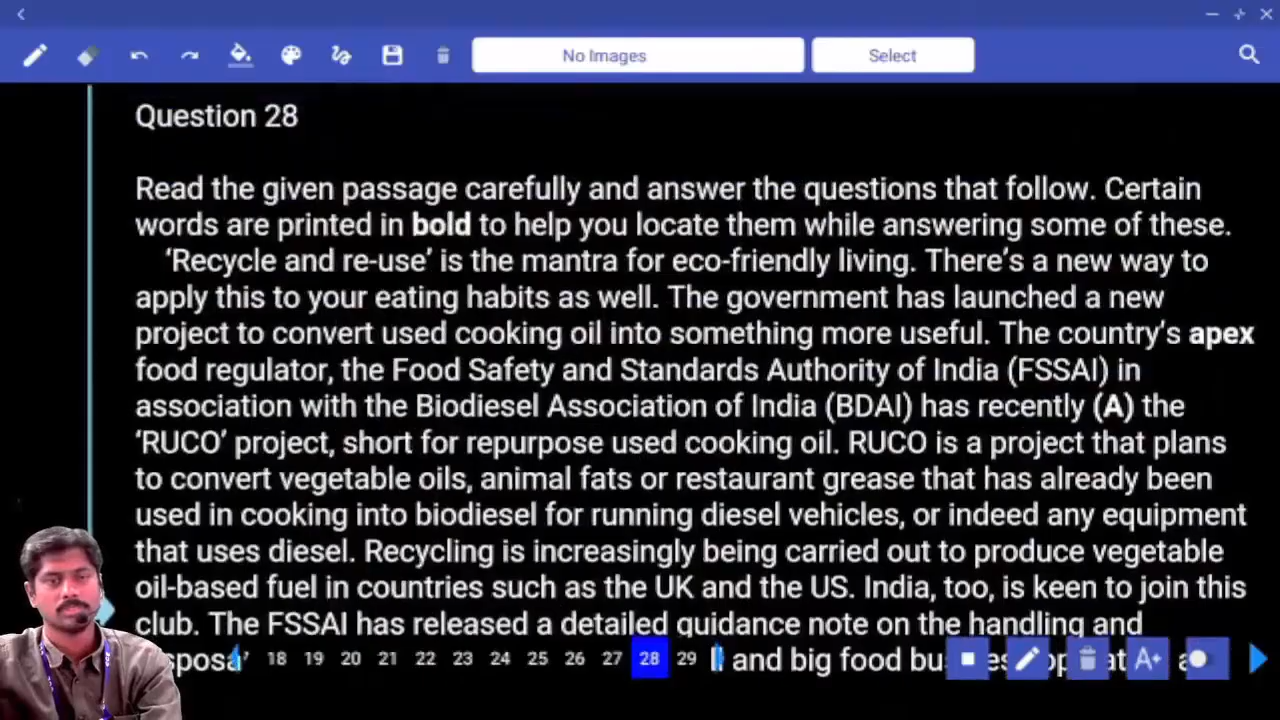 No Images
Select
Question 28
Read the given passage carefully and answer the questions that follow. Certain
words are printed in bold to help you locate them while answering some of these.
‘Recycle and re-use’ is the mantra for eco-friendly living. There’s a new way to
apply this to your eating habits as well. The government has launched a new
project to convert used cooking oil into something more useful. The country’s apex
food regulator, the Food Safety and Standards Authority of India (FSSAI) in
association with the Biodiesel Association of India (BDAI) has recently (A) the
‘RUCO’ project, short for repurpose used cooking oil. RUCO is a project that plans
to convert vegetable oils, animal fats or restaurant grease that has already been
used in cooking into biodiesel for running diesel vehicles, or indeed any equipment
that uses diesel. Recycling is increasingly being carried out to produce vegetable
oil-based fuel in countries such as the UK and the US. India, too, is keen to join this
club. The FSSAI has released a detailed guidance note on the handling and
and big food
18 19 20 21 22 23 24 25 26 27 28 29
A+